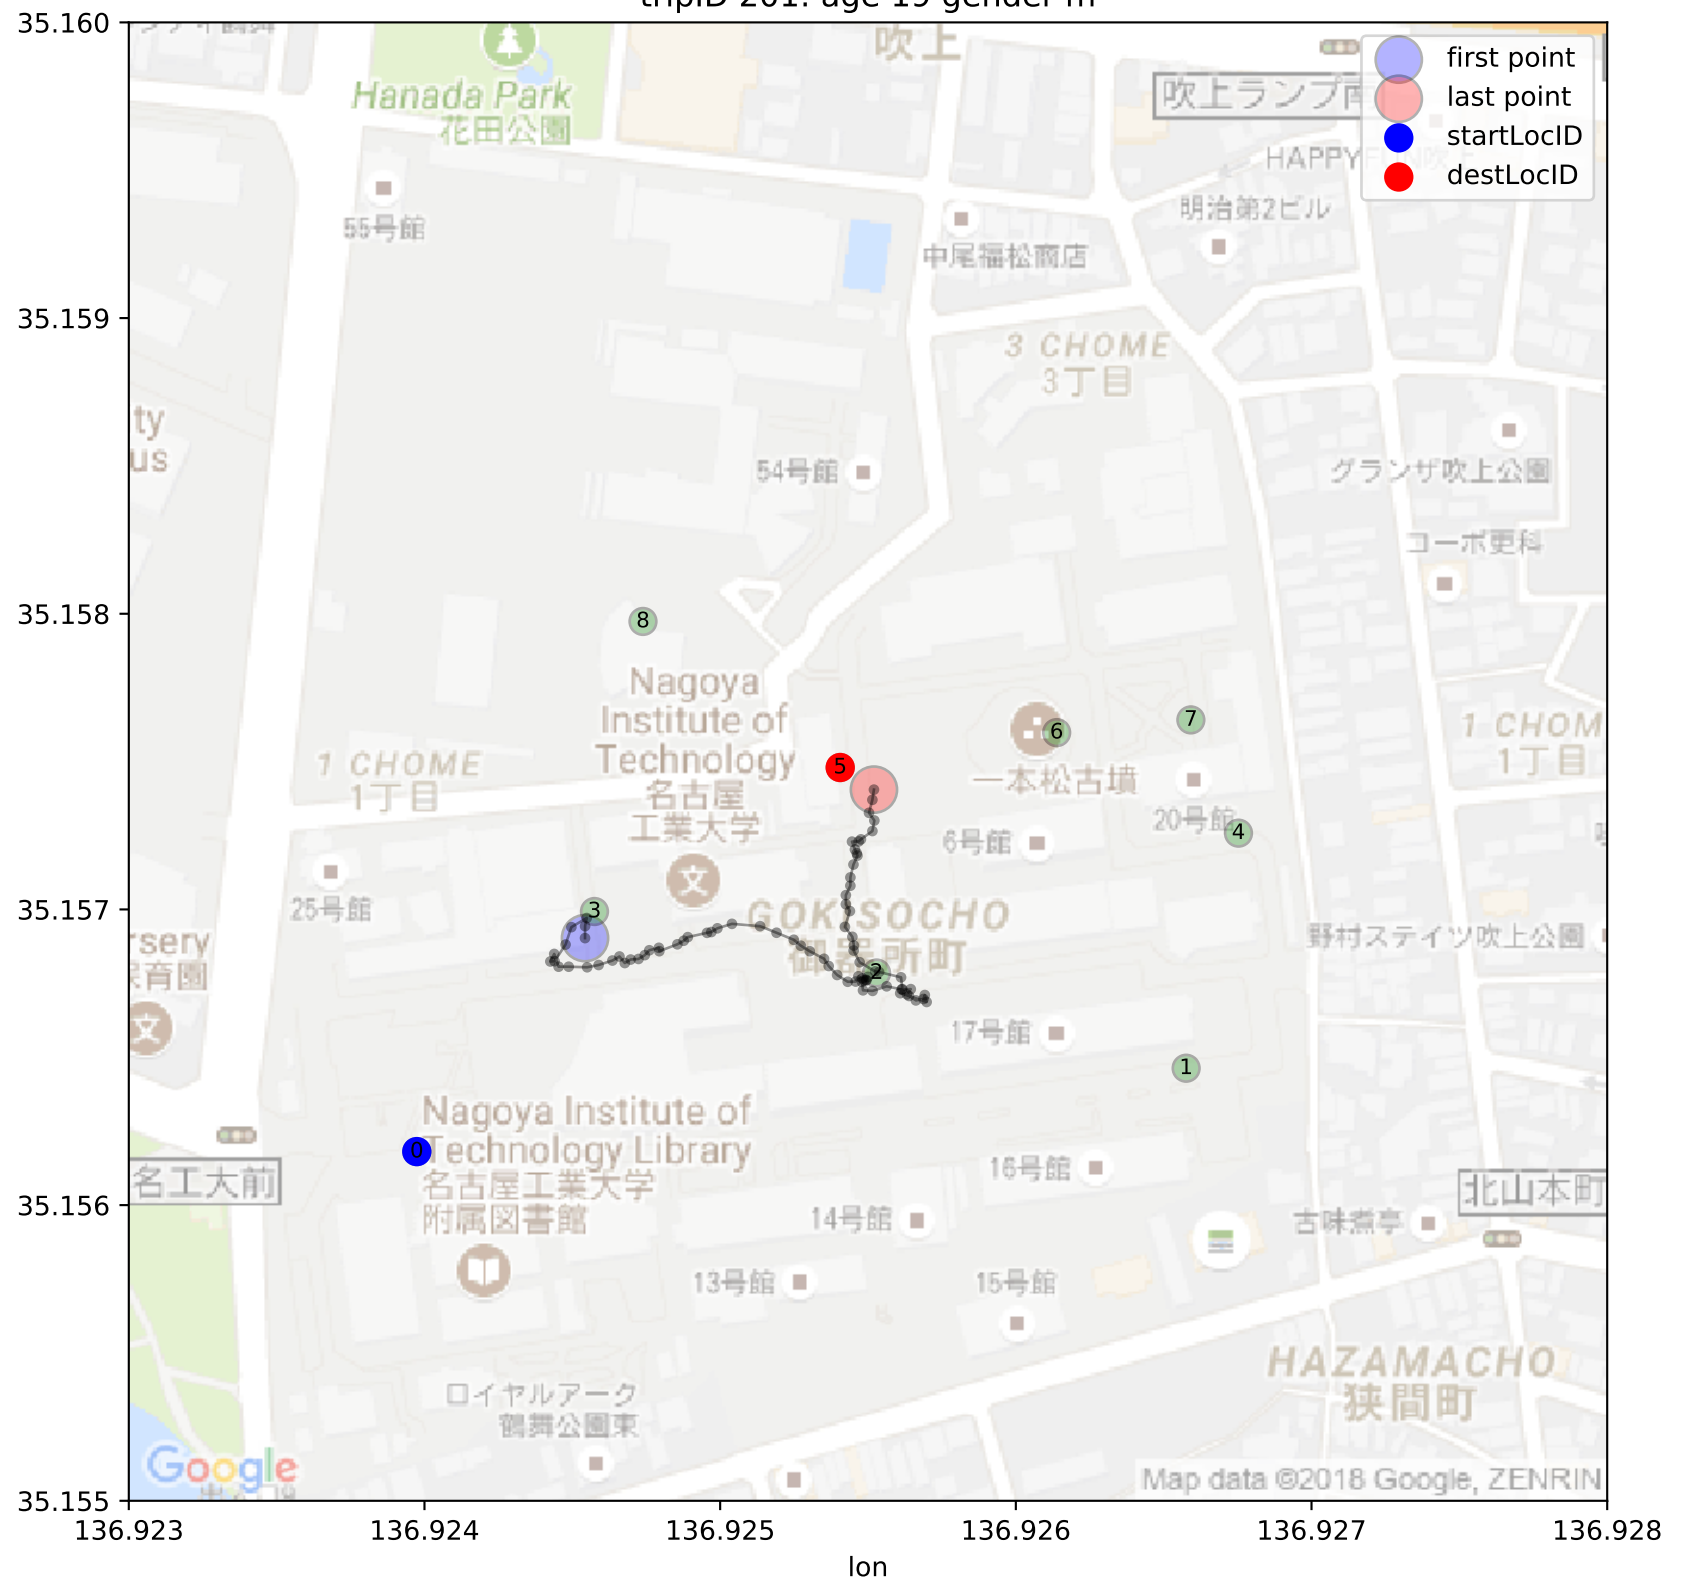 35.160
35.159
35.158
35.157
35.156
35.155
136.923
136.924
136.925
136.926
136.927
136.928
lon
first point
last point
startLocID
destLocID
吹上
吹上ランプ南
Hanada Park
花田公園
55号館
中尾福松商店
明治第2ビル
3 CHOME
3丁目
54号館
グランザ吹上公園
コーポ更科
ty
us
8
Nagoya
Institute of
Technology
名古屋
工業大学
1 CHOME
1丁目
5
6
7
一本松古墳
20号館
4
6号館
1 CHOM
1丁目
25号館
3
GOKISOCHO
御器所町
2
野村ステイツ吹上公園
rsery
保育園
17号館
1
Nagoya Institute of
Technology Library
名古屋工業大学
附属図書館
0
名工大前
16号館
14号館
13号館
15号館
北山本町
古味煮亭
HAZAMACHO
狭間町
ロイヤルアーク
鶴舞公園東
Google
Map data ©2018 Google, ZENRIN